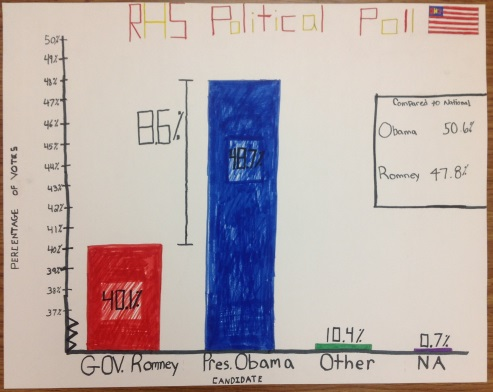 RHS Political Poll
50%
49%
48%
47%
46%
45%
44%
43%
42%
41%
40%
39%
38%
37%
PERCENTAGE OF VOTES
8.6%
48.7%
40.1%
10.4%
0.7%
Compared to National
Obama 50.6%
Romney 47.8%
GOV. Romney Pres. Obama Other NA
CANDIDATE